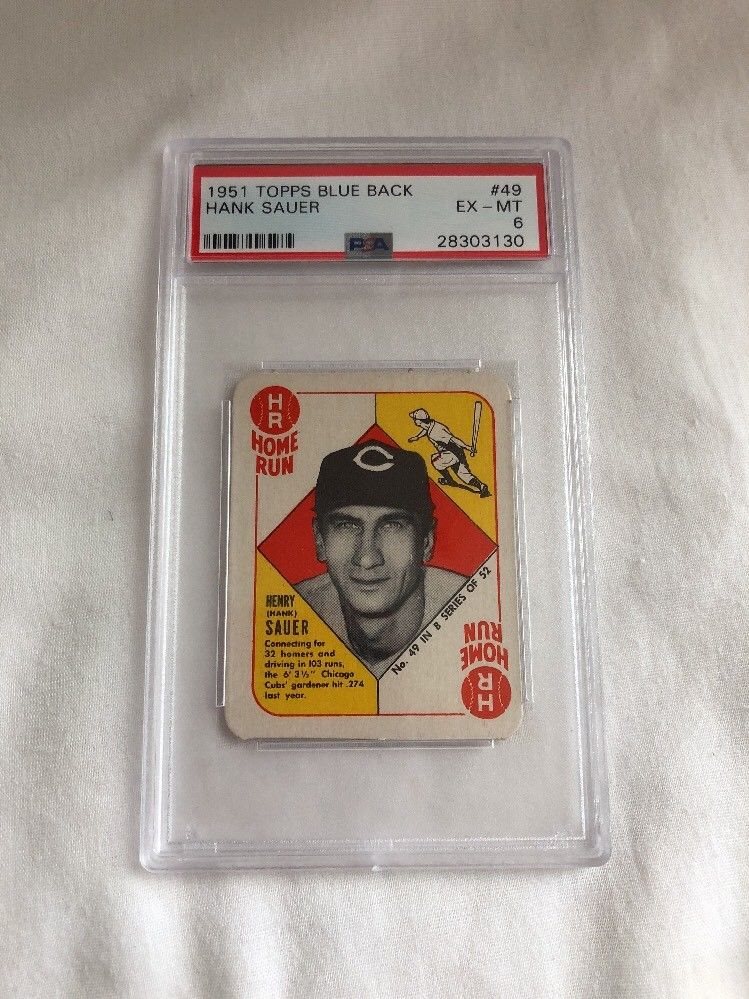 1951 TOPPS BLUE BACK #49
HANK SAUER EX - MT
6
PSA 28303130
HR
HOME
RUN
C
HENRY
(HANK)
SAUER
Connecting for
32 homers and
driving in 103 runs,
the 6' 3½" Chicago
Cubs' gardener hit .274
last year.
No. 49 IN B SERIES OF 52
HR
HOME
RUN